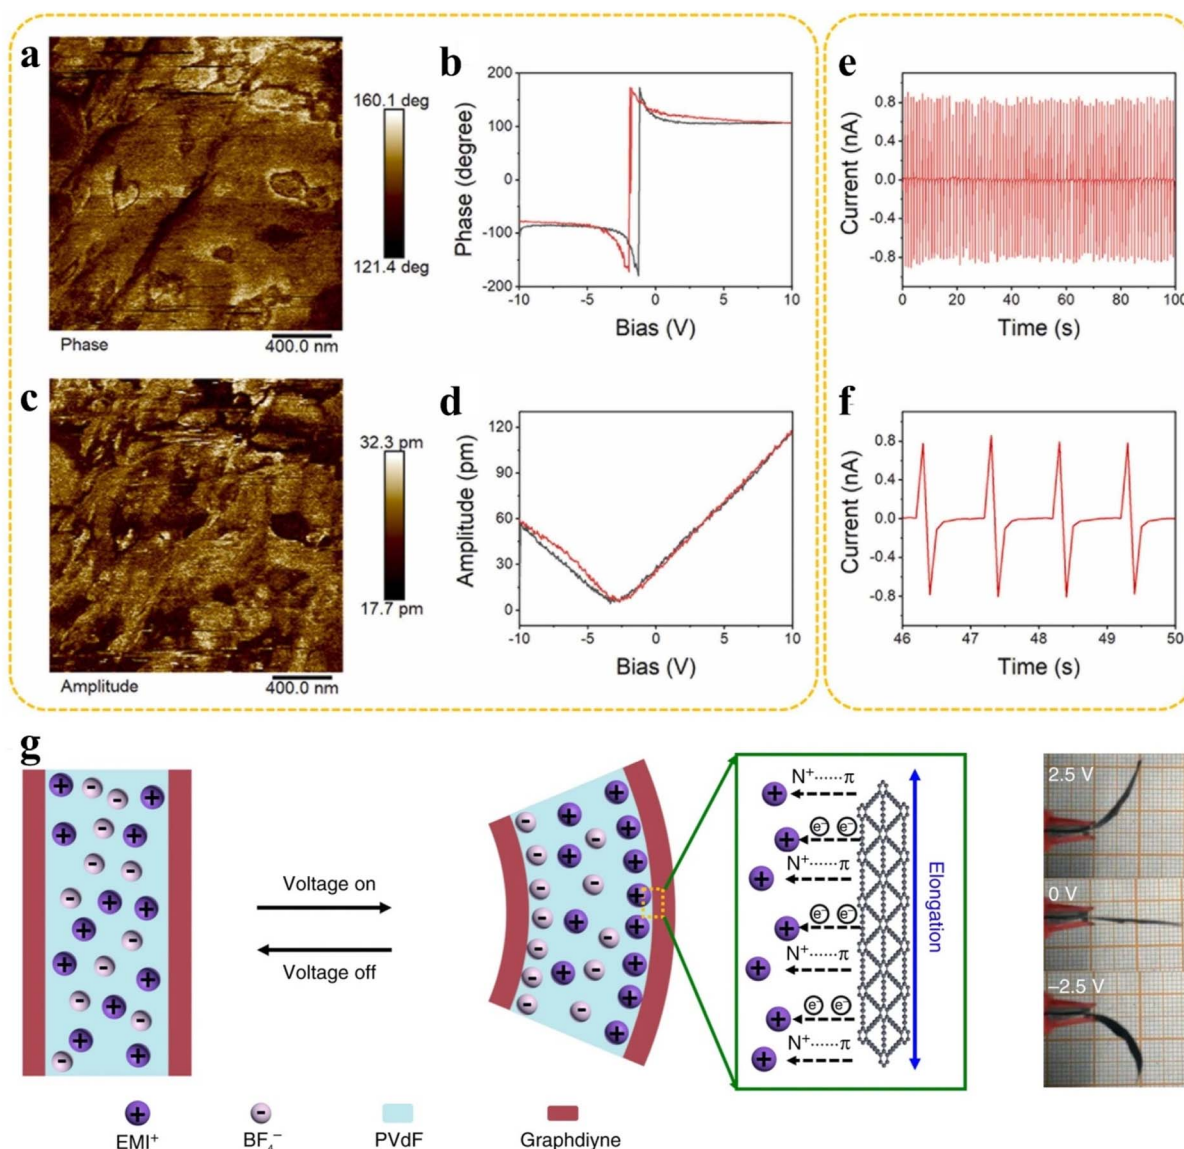 a
160.1 deg
121.4 deg
Phase
400.0 nm
b
Phase (degree)
200
100
0
-100
-200
-10
-5
0
5
10
Bias (V)
e
Current (nA)
0.8
0.4
0.0
-0.4
-0.8
0
20
40
60
80
100
Time (s)
c
32.3 pm
17.7 pm
Amplitude
400.0 nm
d
Amplitude (pm)
120
90
60
30
0
-10
-5
0
5
10
Bias (V)
f
Current (nA)
0.8
0.4
0.0
-0.4
-0.8
46
47
48
49
50
Time (s)
g
Voltage on
Voltage off
N⁺······π
e⁻ e⁻
N⁺······π
e⁻ e⁻
N⁺······π
e⁻ e⁻
N⁺······π
Elongation
2.5 V
0 V
–2.5 V
EMI⁺
BF₄⁻
PVdF
Graphdiyne